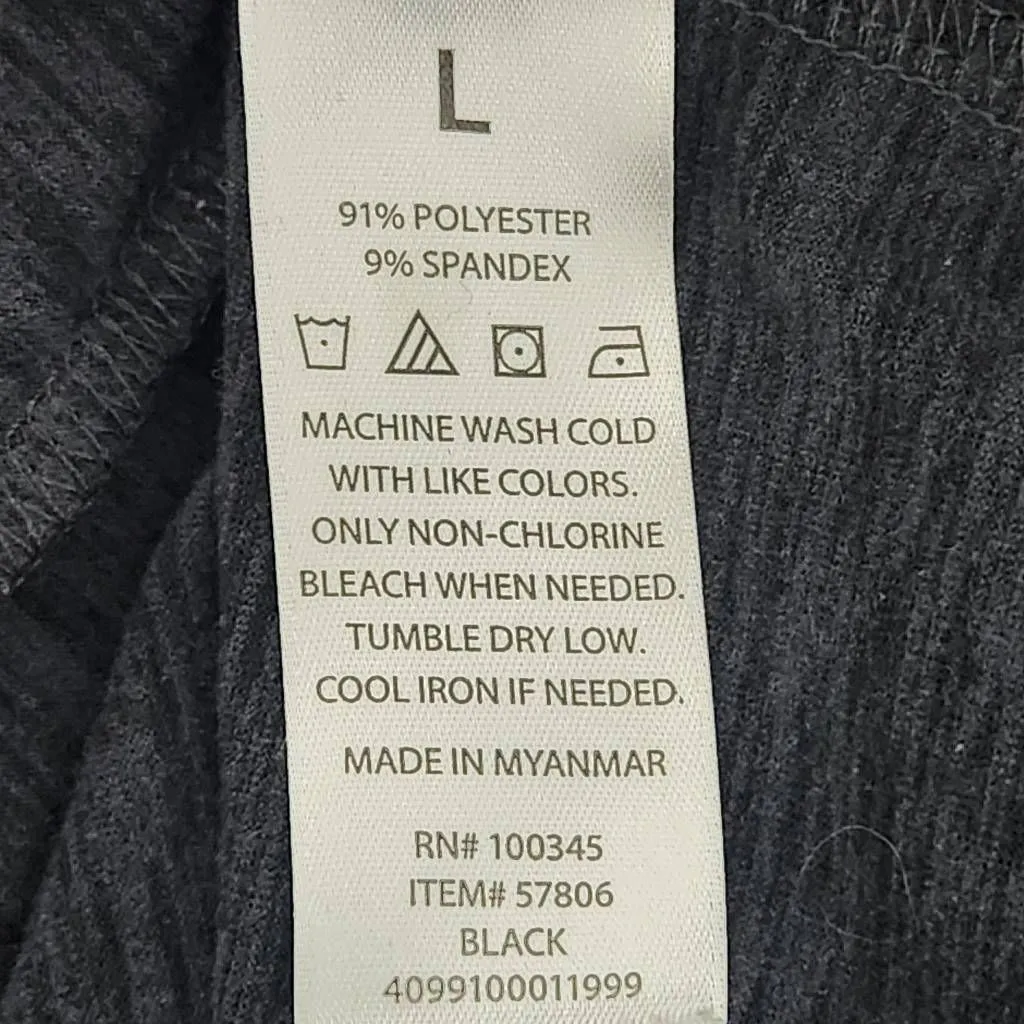 L
91% POLYESTER
9% SPANDEX
MACHINE WASH COLD
WITH LIKE COLORS.
ONLY NON-CHLORINE
BLEACH WHEN NEEDED.
TUMBLE DRY LOW.
COOL IRON IF NEEDED.
MADE IN MYANMAR
RN# 100345
ITEM# 57806
BLACK
4099100011999